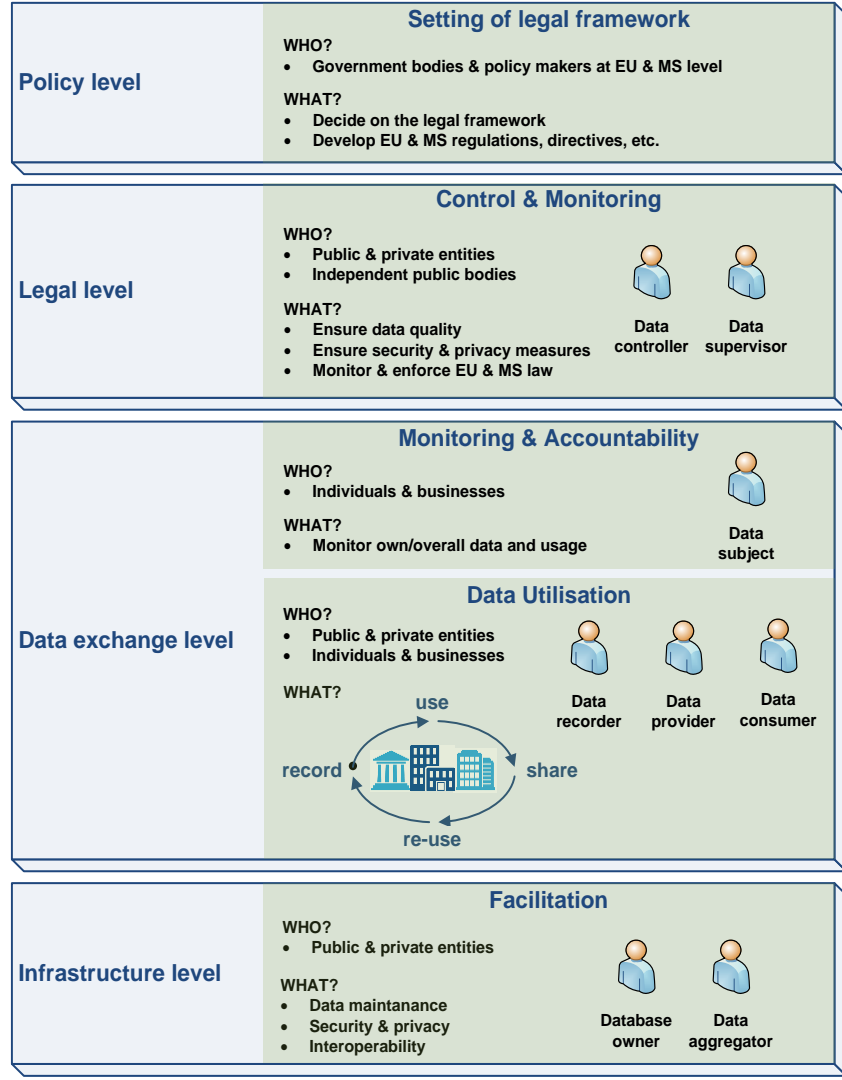 Policy level
Setting of legal framework
WHO?
• Government bodies & policy makers at EU & MS level
WHAT?
• Decide on the legal framework
• Develop EU & MS regulations, directives, etc.
Legal level
Control & Monitoring
WHO?
• Public & private entities
• Independent public bodies
WHAT?
• Ensure data quality
• Ensure security & privacy measures
• Monitor & enforce EU & MS law
Data
controller
Data
supervisor
Data exchange level
Monitoring & Accountability
WHO?
• Individuals & businesses
WHAT?
• Monitor own/overall data and usage
Data
subject
Data Utilisation
WHO?
• Public & private entities
• Individuals & businesses
WHAT?
Data
recorder
Data
provider
Data
consumer
use
record
share
re-use
Infrastructure level
Facilitation
WHO?
• Public & private entities
WHAT?
• Data maintanance
• Security & privacy
• Interoperability
Database
owner
Data
aggregator